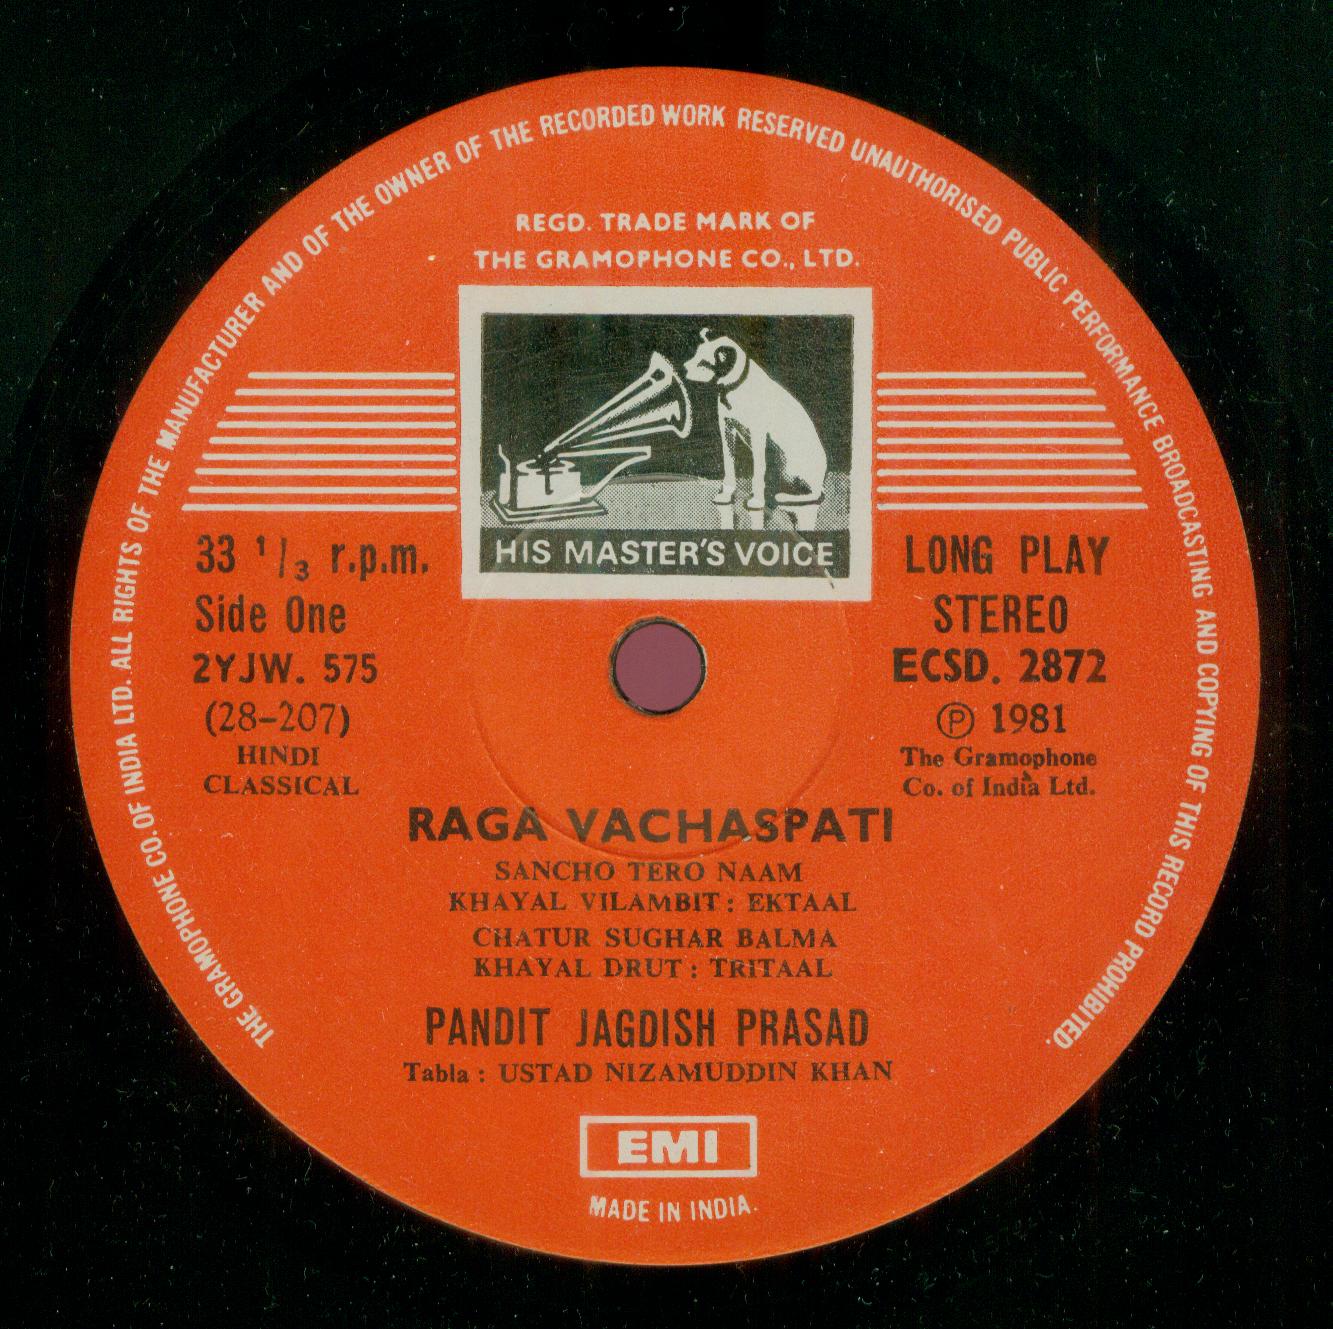 THE GRAMOPHONE CO. OF INDIA LTD. ALL RIGHTS OF THE MANUFACTURER AND OF THE OWNER OF THE RECORDED WORK RESERVED UNAUTHORISED PUBLIC PERFORMANCE BROADCASTING AND COPYING OF THIS RECORD PROHIBITED.
REGD. TRADE MARK OF
THE GRAMOPHONE CO., LTD.
HIS MASTER'S VOICE
33 1/3 r.p.m.
Side One
2YJW. 575
(28-207)
HINDI
CLASSICAL
LONG PLAY
STEREO
ECSD. 2872
Ⓟ 1981
The Gramophone
Co. of India Ltd.
RAGA VACHASPATI
SANCHO TERO NAAM
KHAYAL VILAMBIT : EKTAAL
CHATUR SUGHAR BALMA
KHAYAL DRUT : TRITAAL
PANDIT JAGDISH PRASAD
Tabla : USTAD NIZAMUDDIN KHAN
EMI
MADE IN INDIA.